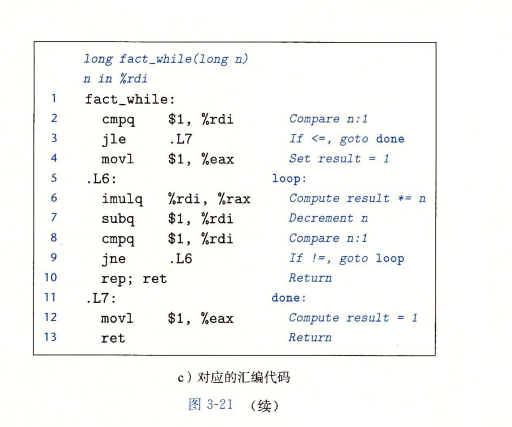 long fact_while(long n)
n in %rdi
1 fact_while:
2 cmpq $1, %rdi Compare n:1
3 jle .L7 If <=, goto done
4 movl $1, %eax Set result = 1
5 .L6: loop:
6 imulq %rdi, %rax Compute result *= n
7 subq $1, %rdi Decrement n
8 cmpq $1, %rdi Compare n:1
9 jne .L6 If !=, goto loop
10 rep; ret Return
11 .L7: done:
12 movl $1, %eax Compute result = 1
13 ret Return
c）对应的汇编代码
图 3-21 （续）